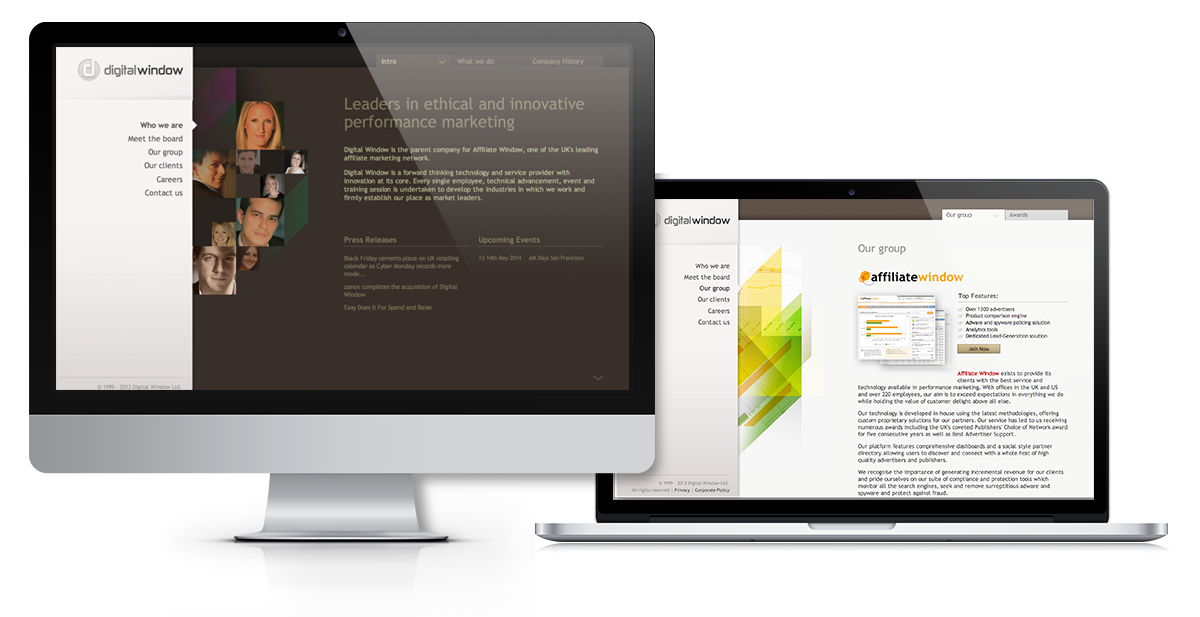 digitalwindow
Who we are
Meet the board
Our group
Our clients
Careers
Contact us
© 1999 - 2013 Digital Window Ltd.
Intro
What we do
Company History
Leaders in ethical and innovative
performance marketing
Digital Window is the parent company for Affiliate Window, one of the UK's leading
affiliate marketing network.
Digital Window is a forward thinking technology and service provider with
innovation at its core. Every single employee, technical advancement, event and
training session is undertaken to develop the industries in which we work and
firmly establish our place as market leaders.
Press Releases
Black Friday cements place on UK retailing
calendar as Cyber Monday records more
mode...
zanox completes the acquisition of Digital
Window
Easy Does It For Spend and Raise
Upcoming Events
13-14th May 2014 AM Days San Francisco
digitalwindow
Who we are
Meet the board
Our group
Our clients
Careers
Contact us
© 1999 - 2013 Digital Window Ltd.
All rights reserved | Privacy | Corporate Policy
Our group
Awards
Our group
affiliatewindow
Top Features:
Over 1300 advertisers
Product comparison engine
Adware and spyware policing solution
Analytics tools
Dedicated Lead-Generation solution
Join Now
Affiliate Window exists to provide its
clients with the best service and
technology available in performance marketing. With offices in the UK and US
and over 220 employees, our aim is to exceed expectations in everything we do
while holding the value of customer delight above all else.
Our technology is developed in-house using the latest methodologies, offering
custom proprietary solutions for our partners. Our service has led to us receiving
numerous awards including the UK's coveted Publishers' Choice of Network award
for five consecutive years as well as Best Advertiser Support.
Our platform features comprehensive dashboards and a social style partner
directory allowing users to discover and connect with a whole host of high
quality advertisers and publishers.
We recognise the importance of generating incremental revenue for our clients
and pride ourselves on our suite of compliance and protection tools which
monitor all the search engines, seek and remove surreptitious adware and
spyware and protect against fraud.